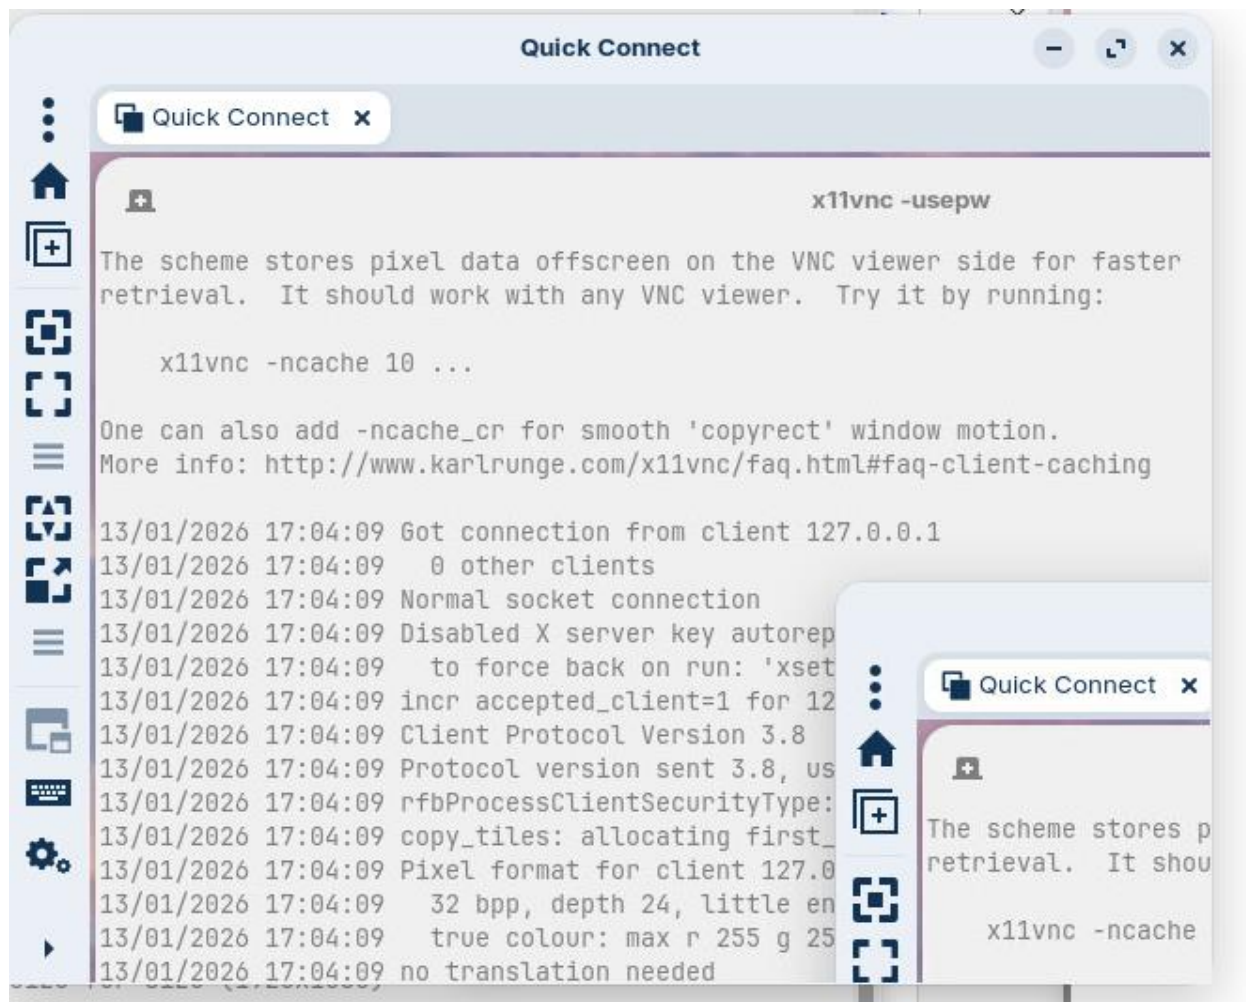 Quick Connect
Quick Connect
x11vnc -usepw
The scheme stores pixel data offscreen on the VNC viewer side for faster
retrieval.  It should work with any VNC viewer.  Try it by running:
x11vnc -ncache 10 ...
One can also add -ncache_cr for smooth 'copyrect' window motion.
More info: http://www.karlrunge.com/x11vnc/faq.html#faq-client-caching
13/01/2026 17:04:09 Got connection from client 127.0.0.1
13/01/2026 17:04:09   0 other clients
13/01/2026 17:04:09 Normal socket connection
13/01/2026 17:04:09 Disabled X server key autorep
13/01/2026 17:04:09   to force back on run: 'xset
13/01/2026 17:04:09 incr accepted_client=1 for 12
13/01/2026 17:04:09 Client Protocol Version 3.8
13/01/2026 17:04:09 Protocol version sent 3.8, us
13/01/2026 17:04:09 rfbProcessClientSecurityType:
13/01/2026 17:04:09 copy_tiles: allocating first_
13/01/2026 17:04:09 Pixel format for client 127.0
13/01/2026 17:04:09   32 bpp, depth 24, little en
13/01/2026 17:04:09   true colour: max r 255 g 25
13/01/2026 17:04:09 no translation needed
Quick Connect
The scheme stores p
retrieval.  It shou
x11vnc -ncache